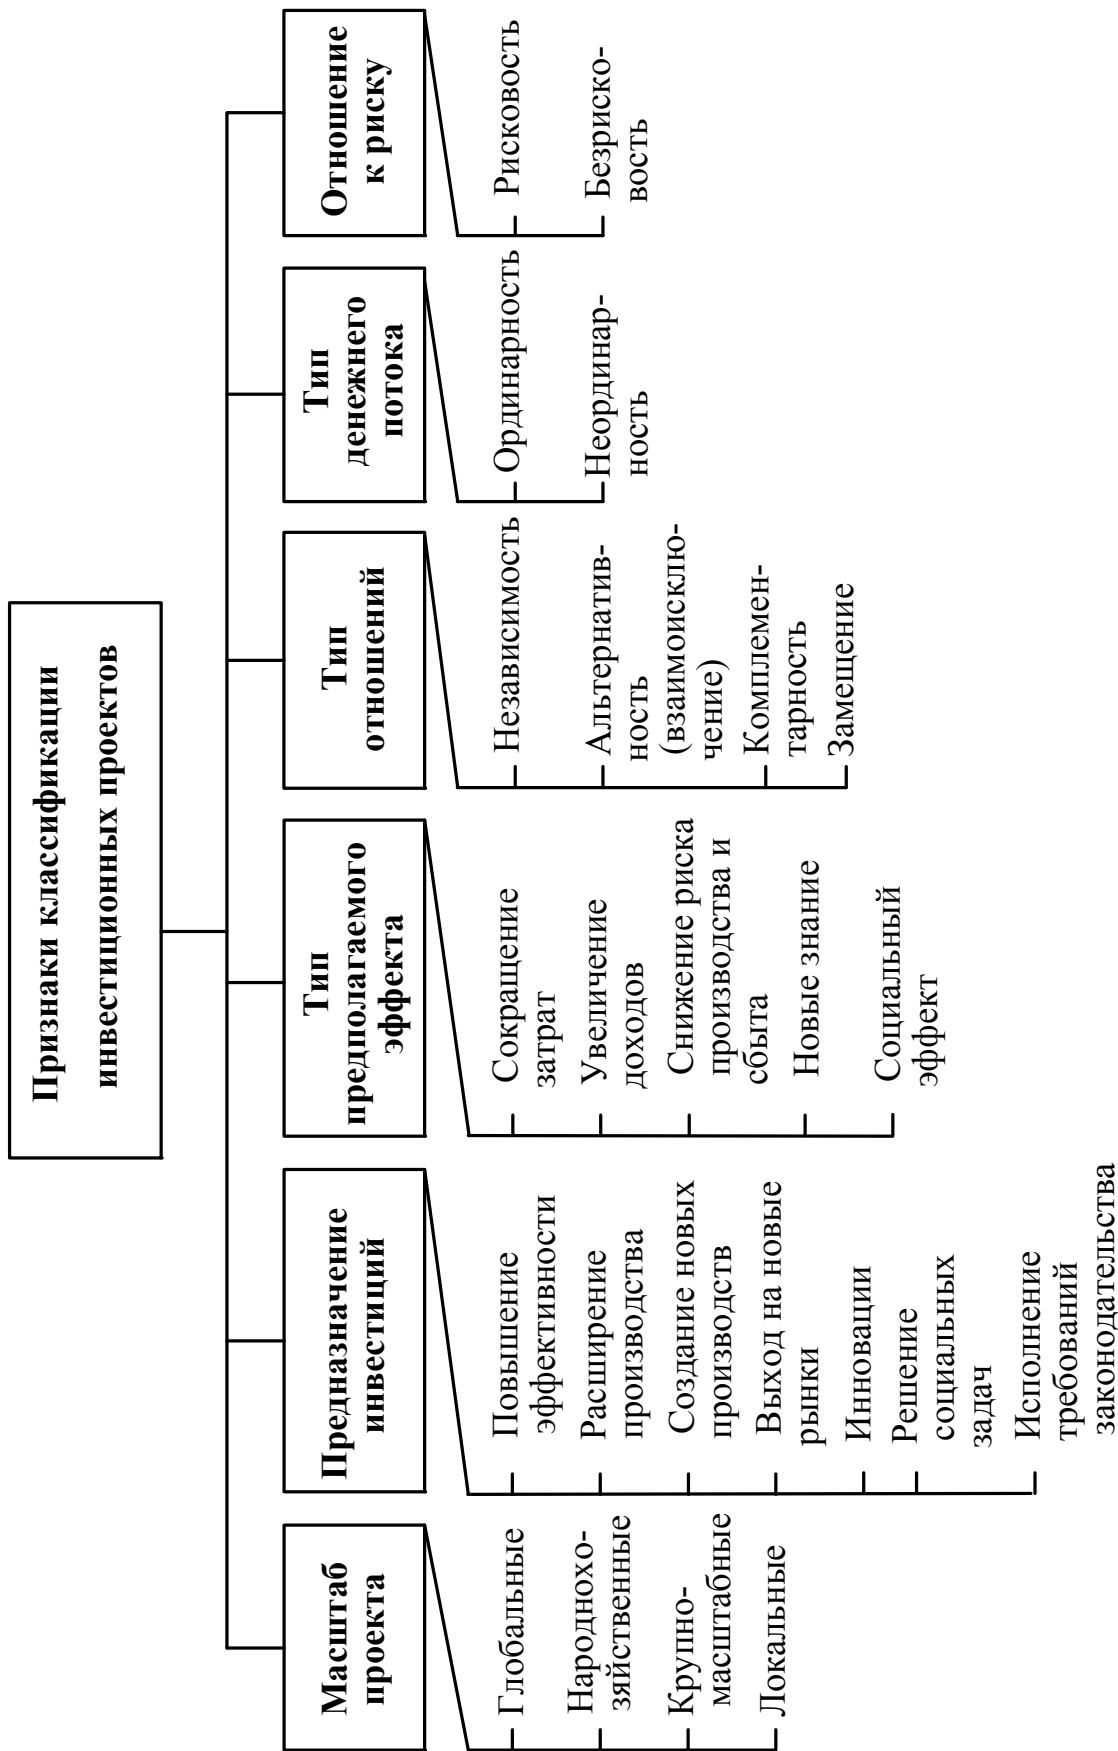 Признаки классификации
инвестиционных проектов
Масштаб
проекта
Глобальные
Народнохо-
зяйственные
Крупно-
масштабные
Локальные
Предназначение
инвестиций
Повышение
эффективности
Расширение
производства
Создание новых
производств
Выход на новые
рынки
Инновации
Решение
социальных
задач
Исполнение
требований
законодательства
Тип
предполагаемого
эффекта
Сокращение
затрат
Увеличение
доходов
Снижение риска
производства и
сбыта
Новые знание
Социальный
эффект
Тип
отношений
Независимость
Альтернатив-
ность
(взаимоисклю-
чение)
Комплемен-
тарность
Замещение
Тип
денежнего
потока
Ординарность
Неординар-
ность
Отношение
к риску
Рисковость
Безриско-
вость